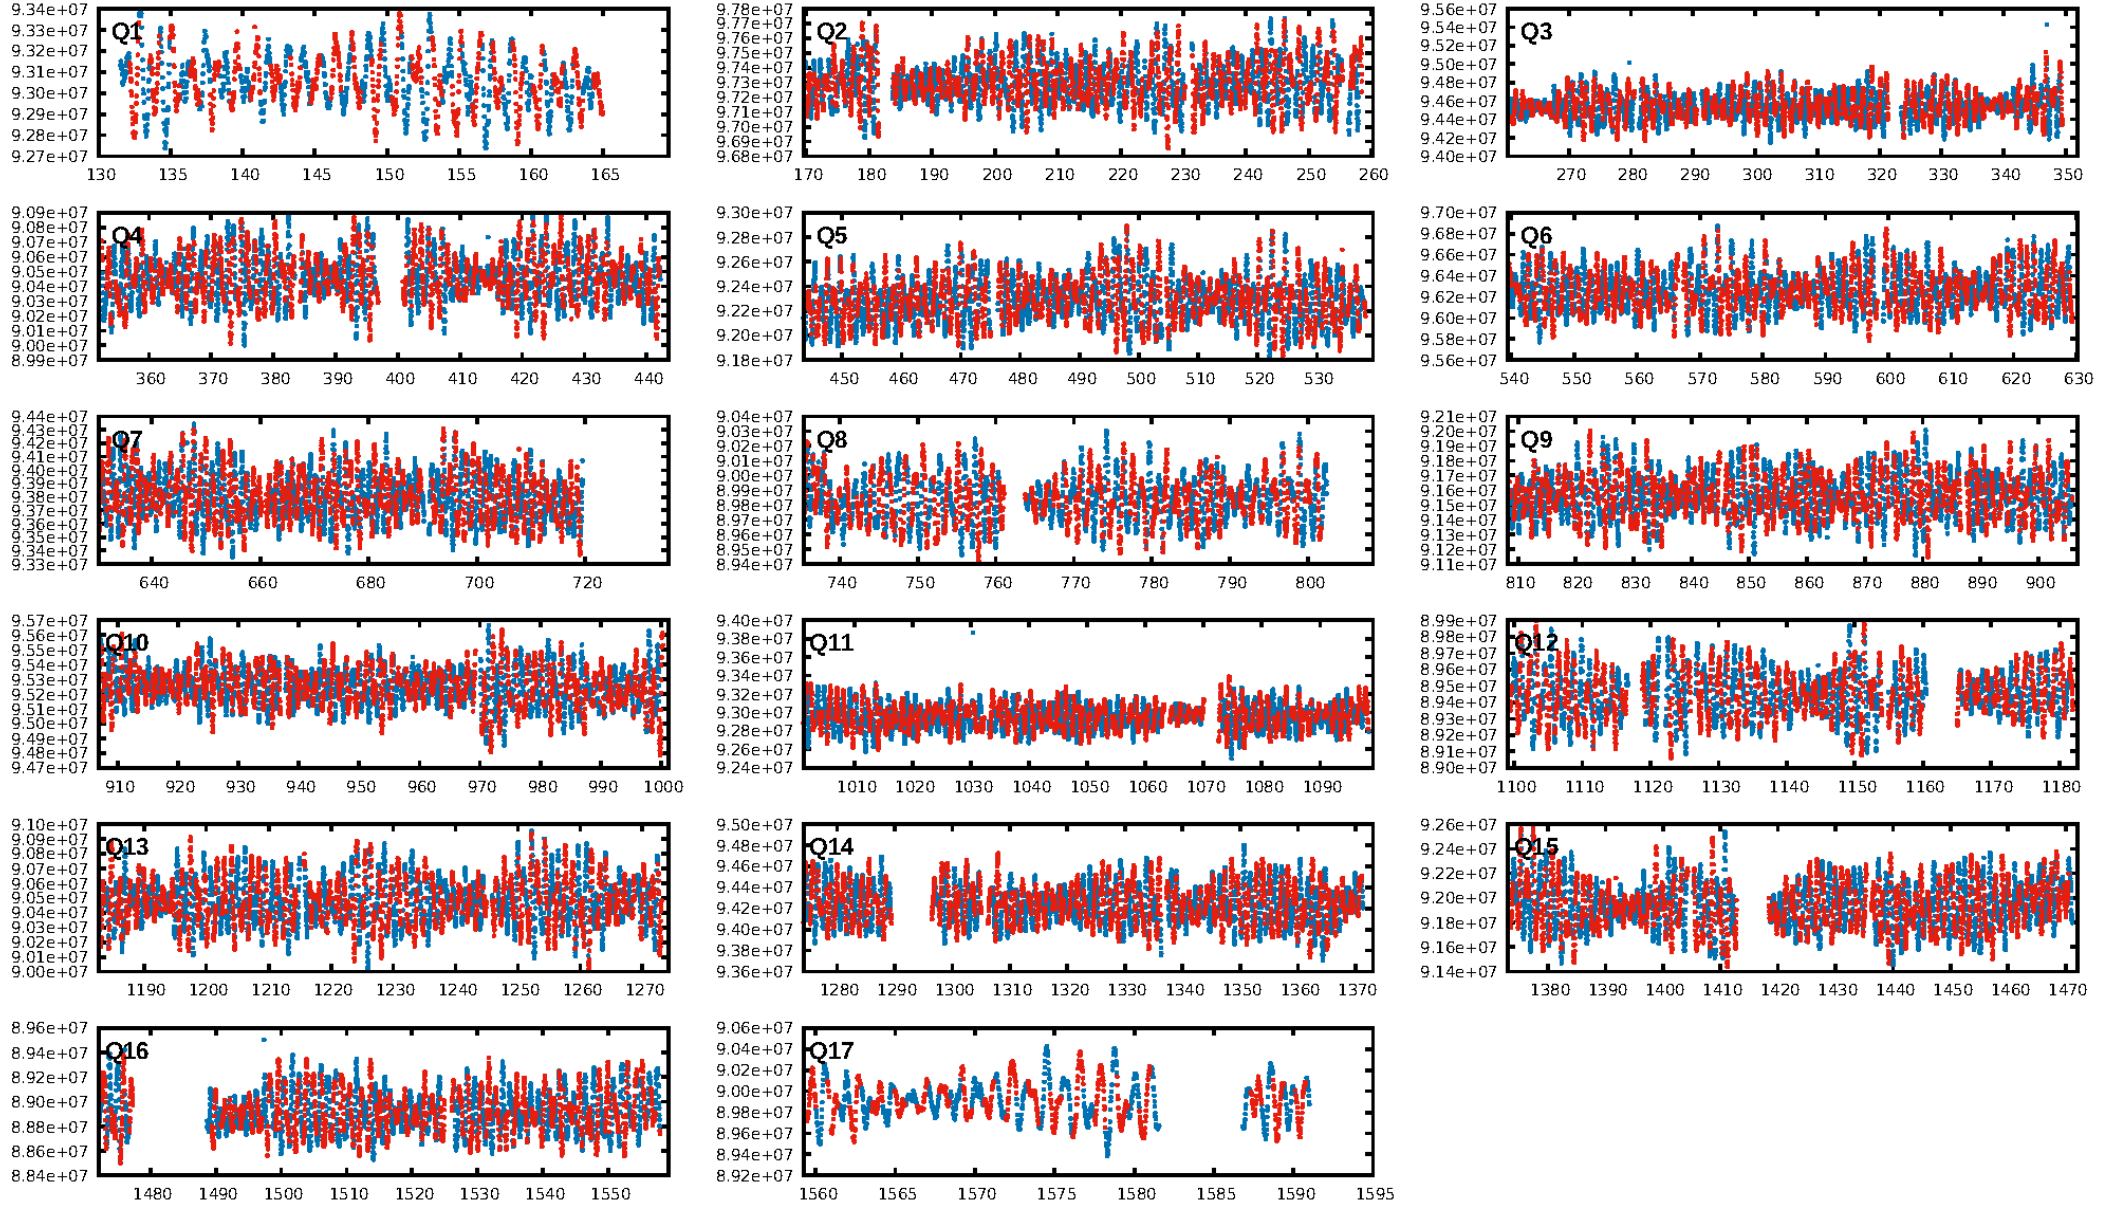 9.34e+07
9.33e+07
9.32e+07
9.31e+07
9.30e+07
9.29e+07
9.28e+07
9.27e+07
Q1
130 135 140 145 150 155 160 165
9.78e+07
9.77e+07
9.76e+07
9.75e+07
9.74e+07
9.73e+07
9.72e+07
9.71e+07
9.70e+07
9.69e+07
9.68e+07
Q2
170 180 190 200 210 220 230 240 250 260
9.56e+07
9.54e+07
9.52e+07
9.50e+07
9.48e+07
9.46e+07
9.44e+07
9.42e+07
9.40e+07
Q3
270 280 290 300 310 320 330 340 350
9.09e+07
9.08e+07
9.07e+07
9.06e+07
9.05e+07
9.04e+07
9.03e+07
9.02e+07
9.01e+07
9.00e+07
8.99e+07
Q4
360 370 380 390 400 410 420 430 440
9.30e+07
9.28e+07
9.26e+07
9.24e+07
9.22e+07
9.20e+07
9.18e+07
Q5
450 460 470 480 490 500 510 520 530
9.70e+07
9.68e+07
9.66e+07
9.64e+07
9.62e+07
9.60e+07
9.58e+07
9.56e+07
Q6
540 550 560 570 580 590 600 610 620 630
9.44e+07
9.43e+07
9.42e+07
9.41e+07
9.40e+07
9.39e+07
9.38e+07
9.37e+07
9.36e+07
9.35e+07
9.34e+07
9.33e+07
Q7
640 660 680 700 720
9.04e+07
9.03e+07
9.02e+07
9.01e+07
9.00e+07
8.99e+07
8.98e+07
8.97e+07
8.96e+07
8.95e+07
8.94e+07
Q8
740 750 760 770 780 790 800
9.21e+07
9.20e+07
9.19e+07
9.18e+07
9.17e+07
9.16e+07
9.15e+07
9.14e+07
9.13e+07
9.12e+07
9.11e+07
Q9
810 820 830 840 850 860 870 880 890 900
9.57e+07
9.56e+07
9.55e+07
9.54e+07
9.53e+07
9.52e+07
9.51e+07
9.50e+07
9.49e+07
9.48e+07
9.47e+07
Q10
910 920 930 940 950 960 970 980 990 1000
9.40e+07
9.38e+07
9.36e+07
9.34e+07
9.32e+07
9.30e+07
9.28e+07
9.26e+07
9.24e+07
Q11
1010 1020 1030 1040 1050 1060 1070 1080 1090
8.99e+07
8.98e+07
8.97e+07
8.96e+07
8.95e+07
8.94e+07
8.93e+07
8.92e+07
8.91e+07
8.90e+07
Q12
1100 1110 1120 1130 1140 1150 1160 1170 1180
9.10e+07
9.09e+07
9.08e+07
9.07e+07
9.06e+07
9.05e+07
9.04e+07
9.03e+07
9.02e+07
9.01e+07
9.00e+07
Q13
1190 1200 1210 1220 1230 1240 1250 1260 1270
9.50e+07
9.48e+07
9.46e+07
9.44e+07
9.42e+07
9.40e+07
9.38e+07
9.36e+07
Q14
1280 1290 1300 1310 1320 1330 1340 1350 1360 1370
9.26e+07
9.24e+07
9.22e+07
9.20e+07
9.18e+07
9.16e+07
9.14e+07
Q15
1380 1390 1400 1410 1420 1430 1440 1450 1460 1470
8.96e+07
8.94e+07
8.92e+07
8.90e+07
8.88e+07
8.86e+07
8.84e+07
Q16
1480 1490 1500 1510 1520 1530 1540 1550
9.06e+07
9.04e+07
9.02e+07
9.00e+07
8.98e+07
8.96e+07
8.94e+07
8.92e+07
Q17
1560 1565 1570 1575 1580 1585 1590 1595